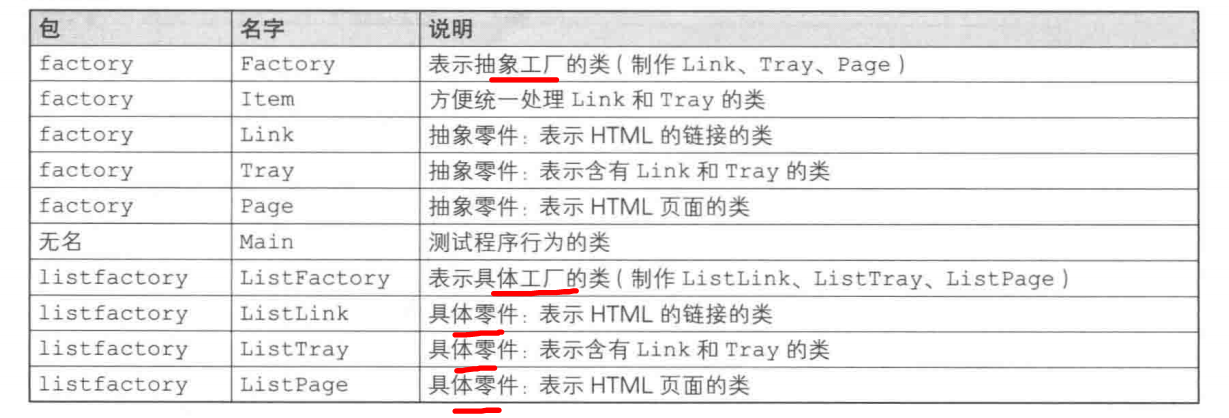 包 名字 说明
factory Factory 表示抽象工厂的类（制作 Link、Tray、Page）
factory Item 方便统一处理 Link 和 Tray 的类
factory Link 抽象零件：表示 HTML 的链接的类
factory Tray 抽象零件：表示含有 Link 和 Tray 的类
factory Page 抽象零件：表示 HTML 页面的类
无名 Main 测试程序行为的类
listfactory ListFactory 表示具体工厂的类（制作 ListLink、ListTray、ListPage）
listfactory ListLink 具体零件：表示 HTML 的链接的类
listfactory ListTray 具体零件：表示含有 Link 和 Tray 的类
listfactory ListPage 具体零件：表示 HTML 页面的类